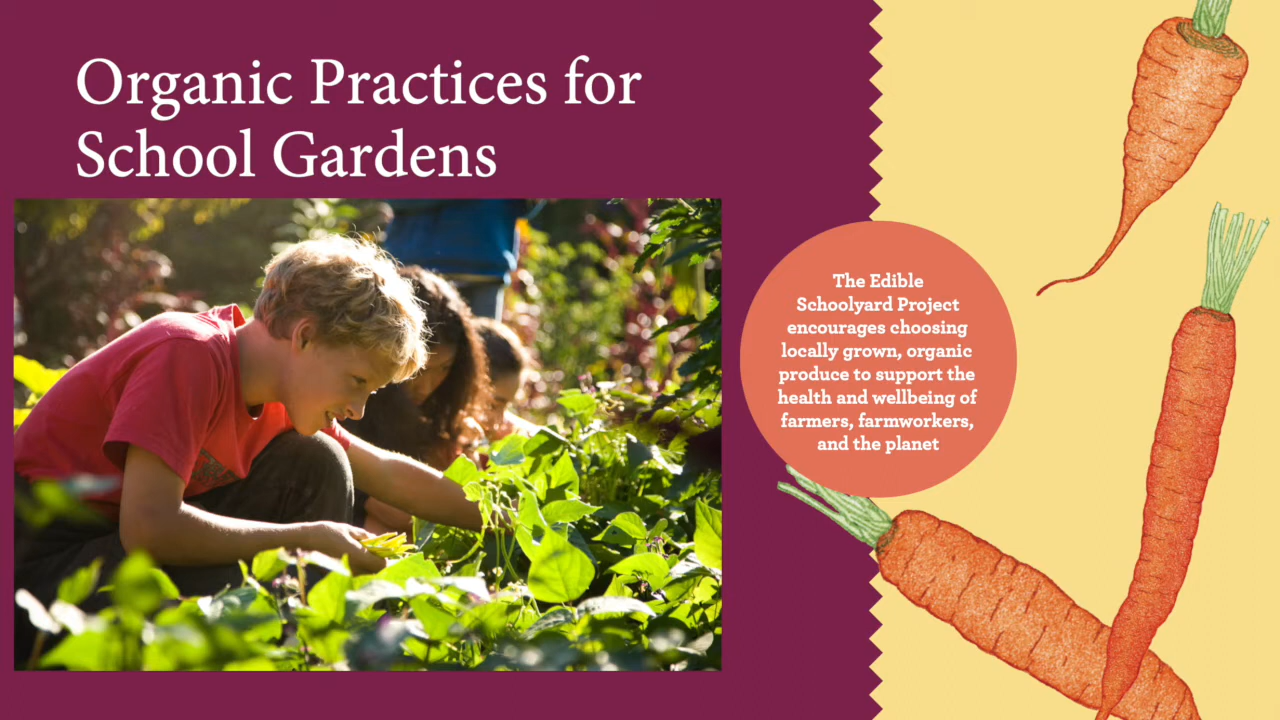 Organic Practices for
School Gardens
The Edible
Schoolyard Project
encourages choosing
locally grown, organic
produce to support the
health and wellbeing of
farmers, farmworkers,
and the planet